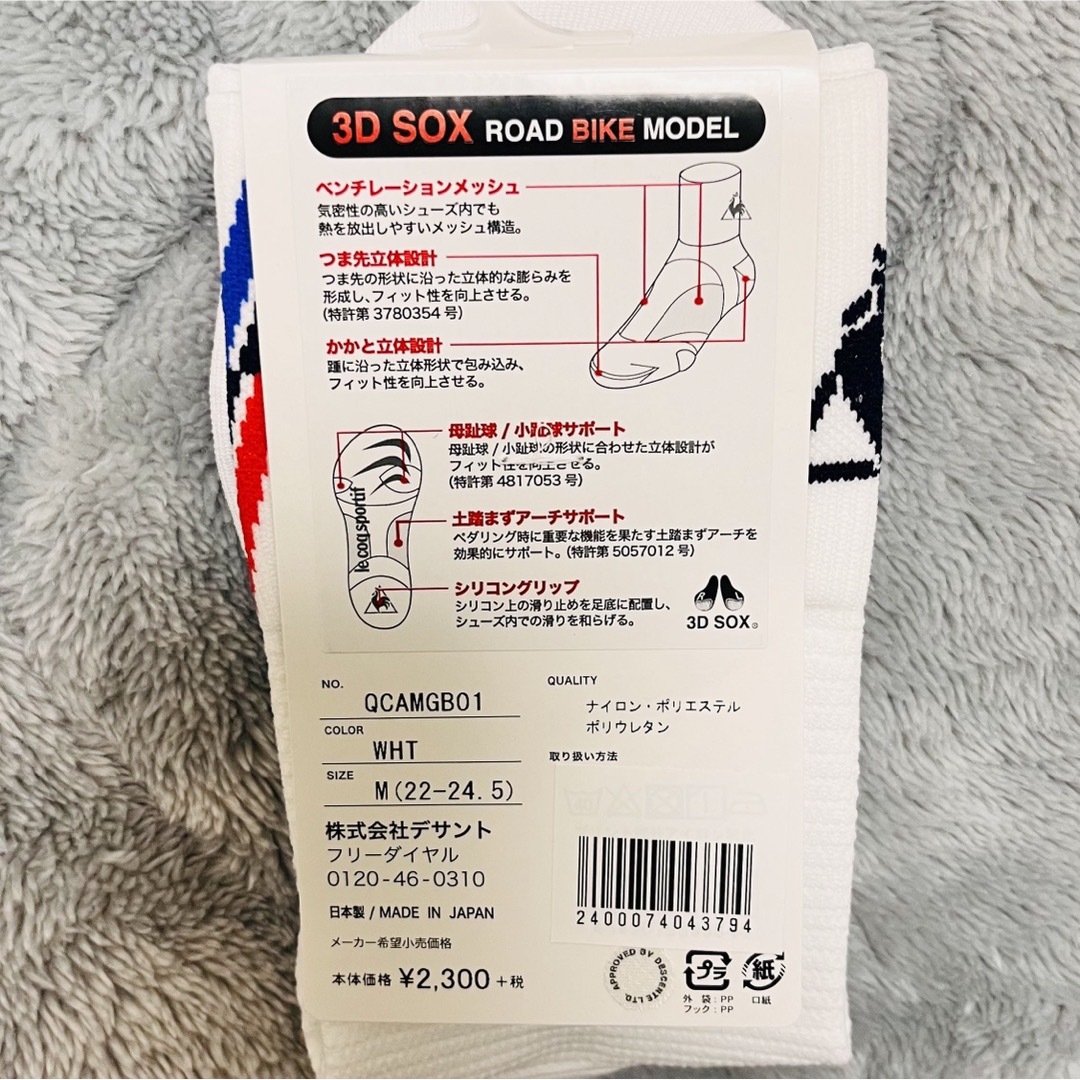 3D SOX ROAD BIKE MODEL
ベンチレーションメッシュ
気密性の高いシューズ内でも
熱を放出しやすいメッシュ構造。
つま先立体設計
つま先の形状に沿った立体的な膨らみを
形成し、フィット性を向上させる。
(特許第 3780354 号)
かかと立体設計
踵に沿った立体形状で包み込み、
フィット性を向上させる。
母趾球 / 小趾球サポート
母趾球 / 小趾球の形状に合わせた立体設計が
フィット性を向上させる。
(特許第 4817053 号)
土踏まずアーチサポート
ペダリング時に重要な機能を果たす土踏まずアーチを
効果的にサポート。(特許第 5057012 号)
le coq sportif
シリコングリップ
シリコン上の滑り止めを足底に配置し、
シューズ内での滑りを和らげる。
R L
3D SOX®
NO. QCAMGB01
COLOR WHT
SIZE M(22-24.5)
QUALITY
ナイロン・ポリエステル
ポリウレタン
取り扱い方法
株式会社デサント
フリーダイヤル
0120-46-0310
日本製 / MADE IN JAPAN
メーカー希望小売価格
本体価格 ¥2,300 +税
2400074043794
APPROVED BY DESCENTE LTD.
プラ
外 袋 : PP
フック : PP
紙
口紙